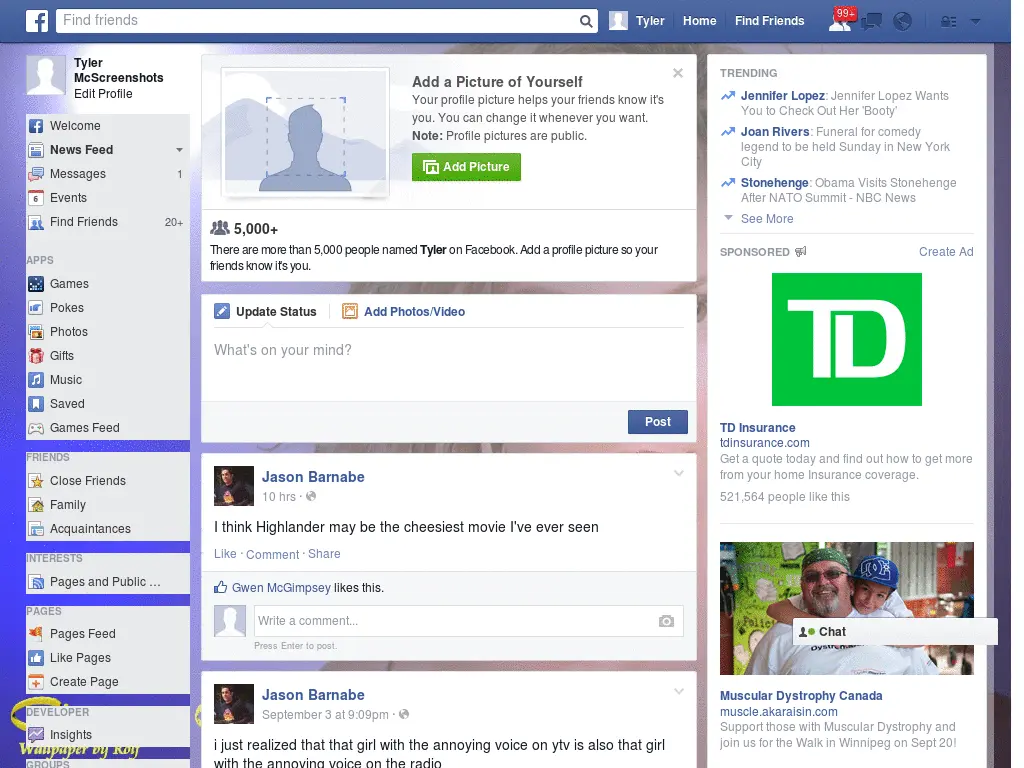 Find friends
Tyler
Home
Find Friends
99+
Tyler
McScreenshots
Edit Profile
Welcome
News Feed
Messages 1
6
Events
Find Friends 20+
APPS
Games
Pokes
Photos
Gifts
Music
Saved
Games Feed
FRIENDS
Close Friends
Family
Acquaintances
INTERESTS
Pages and Public ...
PAGES
Pages Feed
Like Pages
Create Page
DEVELOPER
Insights
Wallpaper by Rolf
GROUPS
Add a Picture of Yourself
Your profile picture helps your friends know it's
you. You can change it whenever you want.
Note: Profile pictures are public.
Add Picture
5,000+
There are more than 5,000 people named Tyler on Facebook. Add a profile picture so your
friends know it's you.
Update Status
Add Photos/Video
What's on your mind?
Post
Jason Barnabe
10 hrs ·
I think Highlander may be the cheesiest movie I've ever seen
Like · Comment · Share
Gwen McGimpsey likes this.
Write a comment...
Press Enter to post.
Jason Barnabe
September 3 at 9:09pm ·
i just realized that that girl with the annoying voice on ytv is also that girl
with the annoying voice on the radio
TRENDING
Jennifer Lopez: Jennifer Lopez Wants
You to Check Out Her 'Booty'
Joan Rivers: Funeral for comedy
legend to be held Sunday in New York
City
Stonehenge: Obama Visits Stonehenge
After NATO Summit - NBC News
See More
SPONSORED
Create Ad
TD
TD Insurance
tdinsurance.com
Get a quote today and find out how to get more
from your home Insurance coverage.
521,564 people like this
Chat
Muscular Dystrophy Canada
muscle.akaraisin.com
Support those with Muscular Dystrophy and
join us for the Walk in Winnipeg on Sept 20!